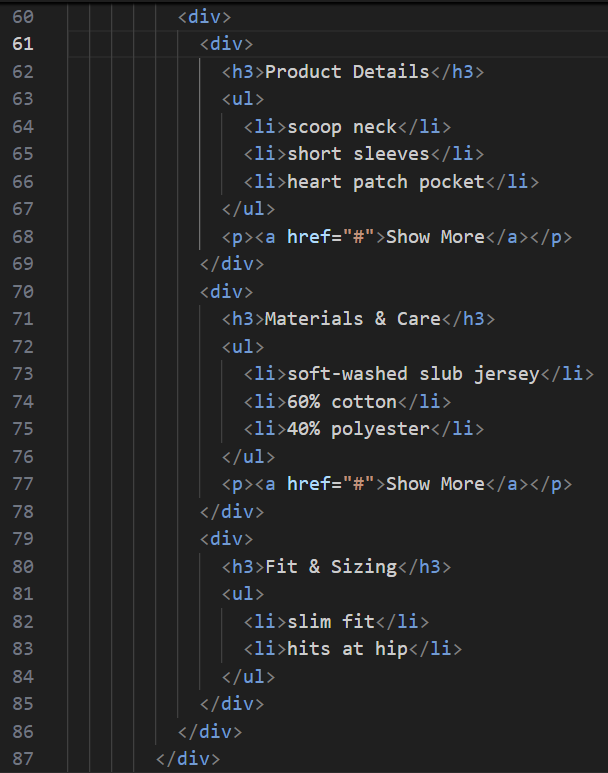 60 <div>
61 <div>
62 <h3>Product Details</h3>
63 <ul>
64 <li>scoop neck</li>
65 <li>short sleeves</li>
66 <li>heart patch pocket</li>
67 </ul>
68 <p><a href="#">Show More</a></p>
69 </div>
70 <div>
71 <h3>Materials & Care</h3>
72 <ul>
73 <li>soft-washed slub jersey</li>
74 <li>60% cotton</li>
75 <li>40% polyester</li>
76 </ul>
77 <p><a href="#">Show More</a></p>
78 </div>
79 <div>
80 <h3>Fit & Sizing</h3>
81 <ul>
82 <li>slim fit</li>
83 <li>hits at hip</li>
84 </ul>
85 </div>
86 </div>
87 </div>